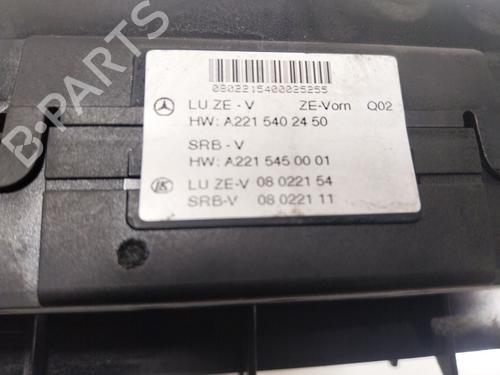 0802215400025255
LU ZE - V ZE-Vorn Q02
HW: A221 540 24 50
SRB - V
HW: A221 545 00 01
LU ZE-V 08 0221 54
SRB-V 08 0221 11
B-PARTS